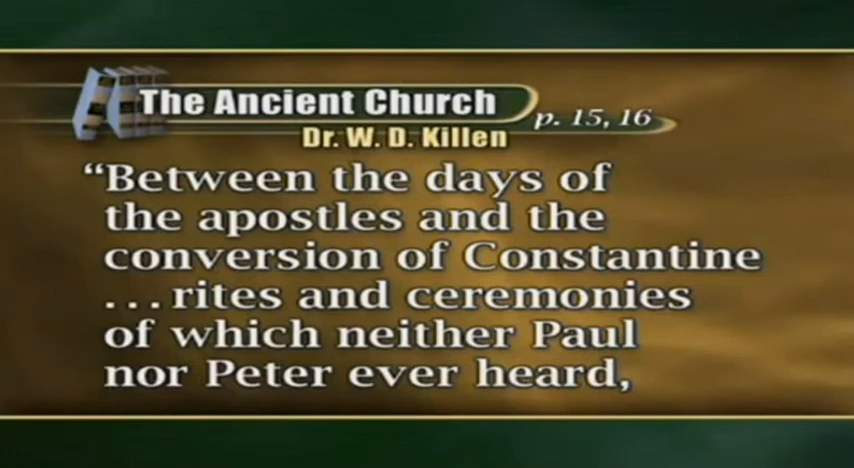 The Ancient Church
p. 15, 16
Dr. W. D. Killen
“Between the days of
the apostles and the
conversion of Constantine
. . . rites and ceremonies
of which neither Paul
nor Peter ever heard,